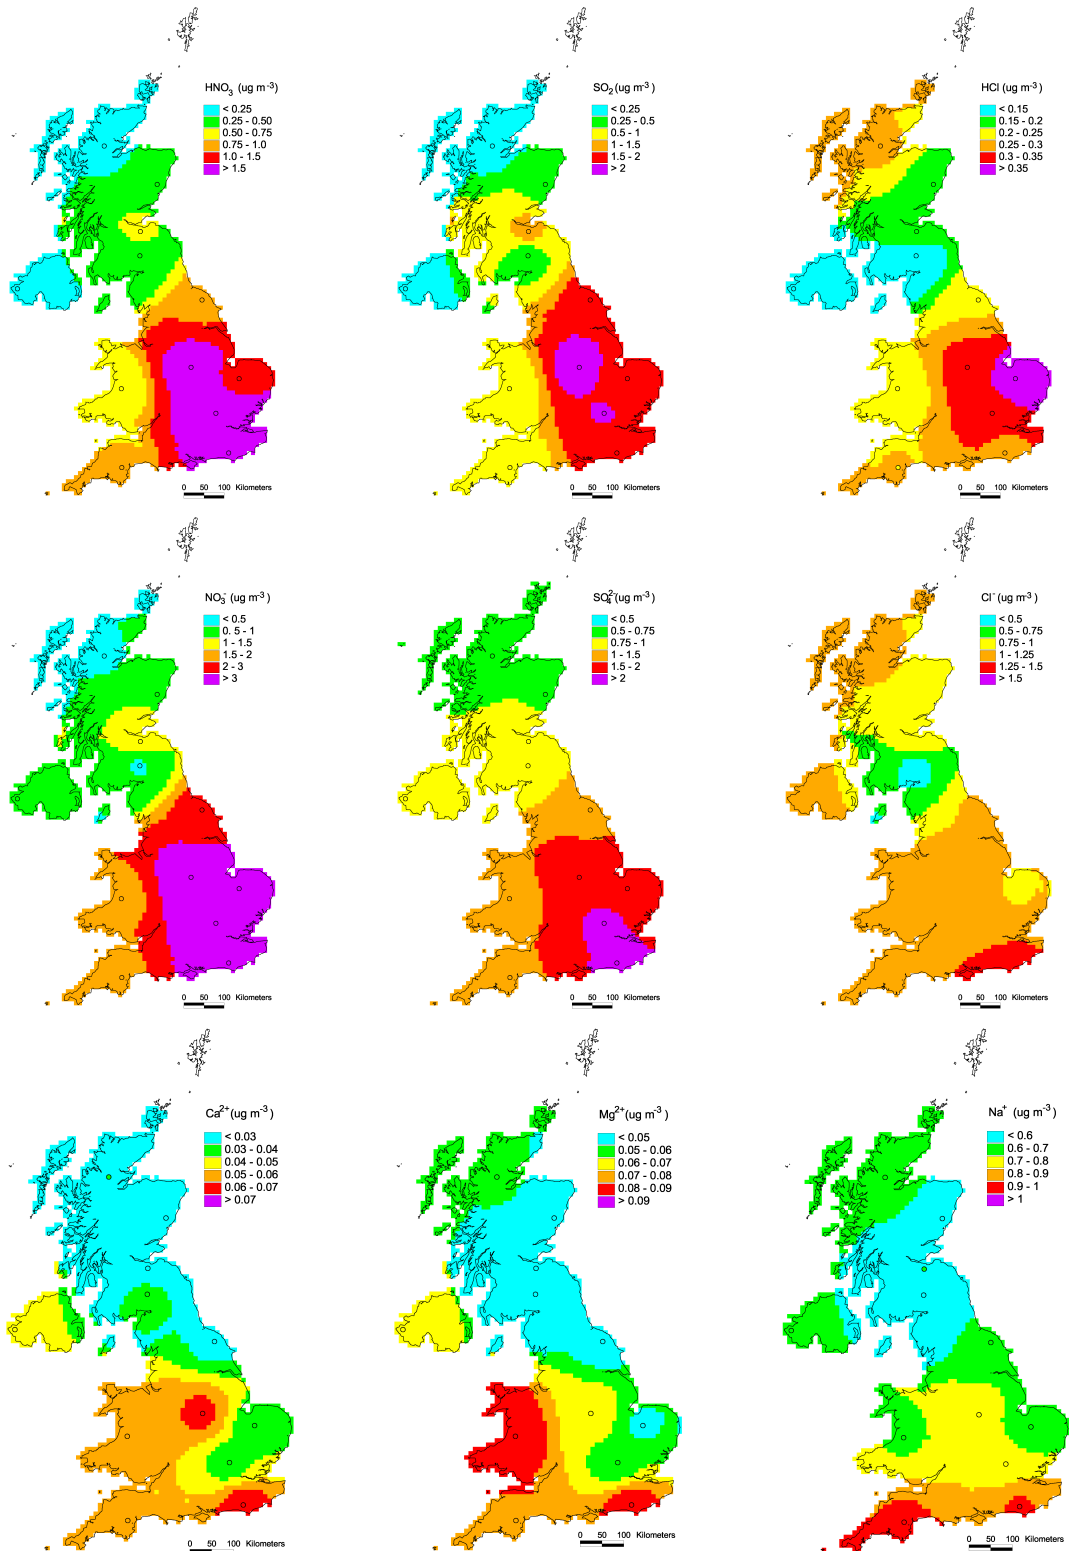 HNO3 (ug m-3)
< 0.25
0.25 - 0.50
0.50 - 0.75
0.75 - 1.0
1.0 - 1.5
> 1.5
0 50 100 Kilometers
SO2 (ug m-3)
< 0.25
0.25 - 0.5
0.5 - 1
1 - 1.5
1.5 - 2
> 2
0 50 100 Kilometers
HCl (ug m-3)
< 0.15
0.15 - 0.2
0.2 - 0.25
0.25 - 0.3
0.3 - 0.35
> 0.35
0 50 100 Kilometers
NO3- (ug m-3)
< 0.5
0. 5 - 1
1 - 1.5
1.5 - 2
2 - 3
> 3
0 50 100 Kilometers
SO42- (ug m-3)
< 0.5
0.5 - 0.75
0.75 - 1
1 - 1.5
1.5 - 2
> 2
0 50 100 Kilometers
Cl- (ug m-3)
< 0.5
0.5 - 0.75
0.75 - 1
1 - 1.25
1.25 - 1.5
> 1.5
0 50 100 Kilometers
Ca2+ (ug m-3)
< 0.03
0.03 - 0.04
0.04 - 0.05
0.05 - 0.06
0.06 - 0.07
> 0.07
0 50 100 Kilometers
Mg2+ (ug m-3)
< 0.05
0.05 - 0.06
0.06 - 0.07
0.07 - 0.08
0.08 - 0.09
> 0.09
0 50 100 Kilometers
Na+ (ug m-3)
< 0.6
0.6 - 0.7
0.7 - 0.8
0.8 - 0.9
0.9 - 1
> 1
0 50 100 Kilometers